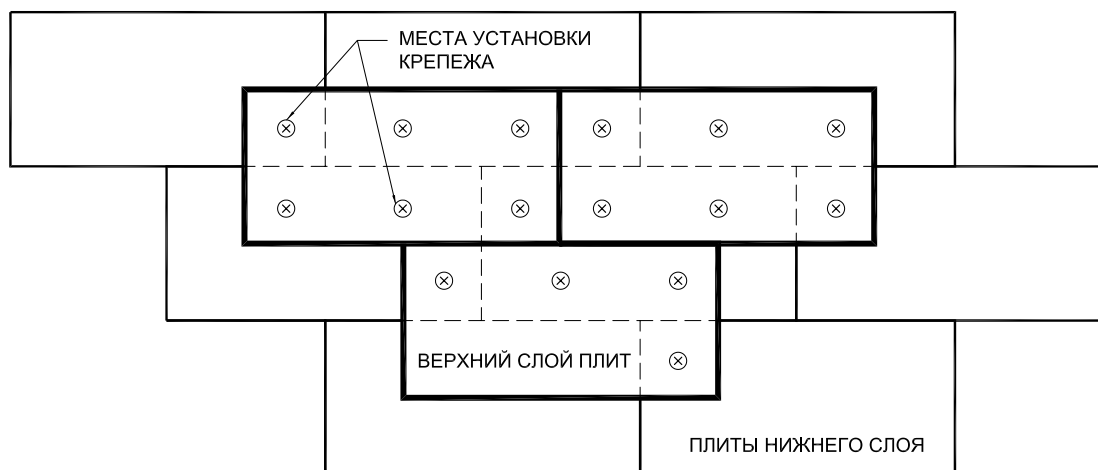 МЕСТА УСТАНОВКИ
КРЕПЕЖА
ВЕРХНИЙ СЛОЙ ПЛИТ
ПЛИТЫ НИЖНЕГО СЛОЯ